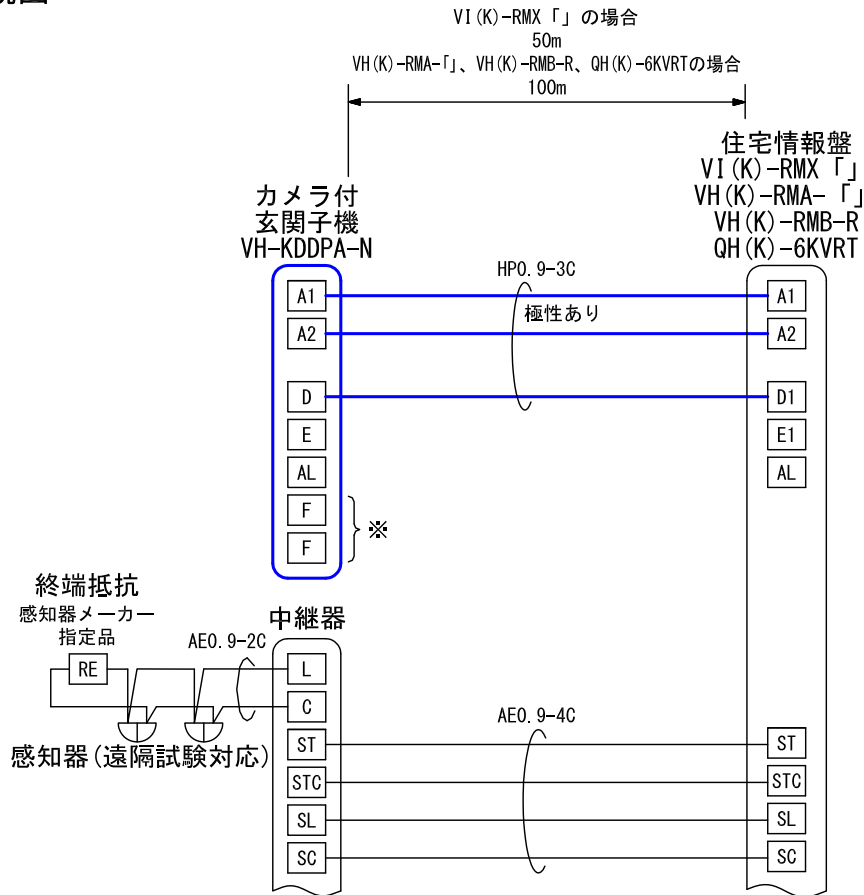 VI(K)-RMX「」の場合
50m
VH(K)-RMA-「」、VH(K)-RMB-R、QH(K)-6KVRTの場合
100m
住宅情報盤
VI(K)-RMX「」
VH(K)-RMA-「」
VH(K)-RMB-R
QH(K)-6KVRT
カメラ付
玄関子機
VH-KDDPA-N
HP0.9-3C
極性あり
A1
A2
D
E
AL
F
F
※
A1
A2
D1
E1
AL
終端抵抗
感知器メーカー
指定品
RE
AE0.9-2C
感知器(遠隔試験対応)
中継器
L
C
ST
STC
SL
SC
AE0.9-4C
ST
STC
SL
SC